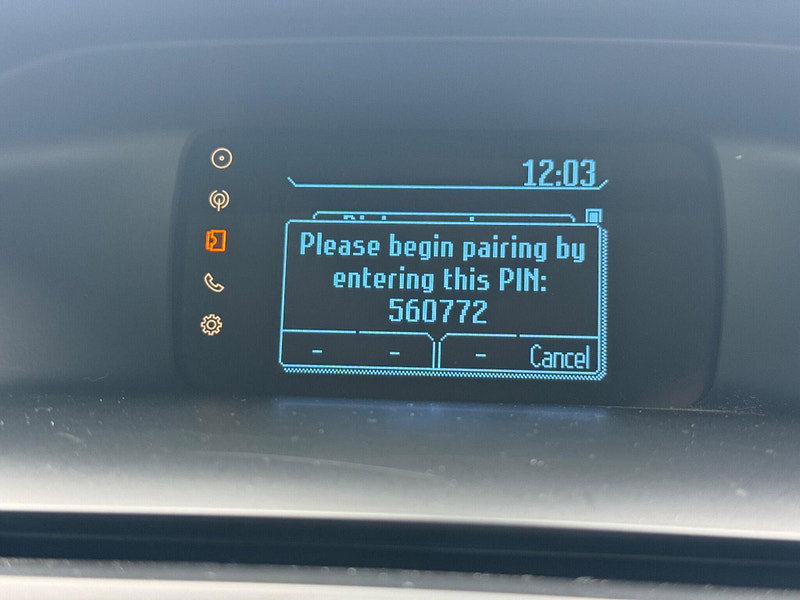 12:03
Please begin pairing by
entering this PIN:
560772
- - - Cancel